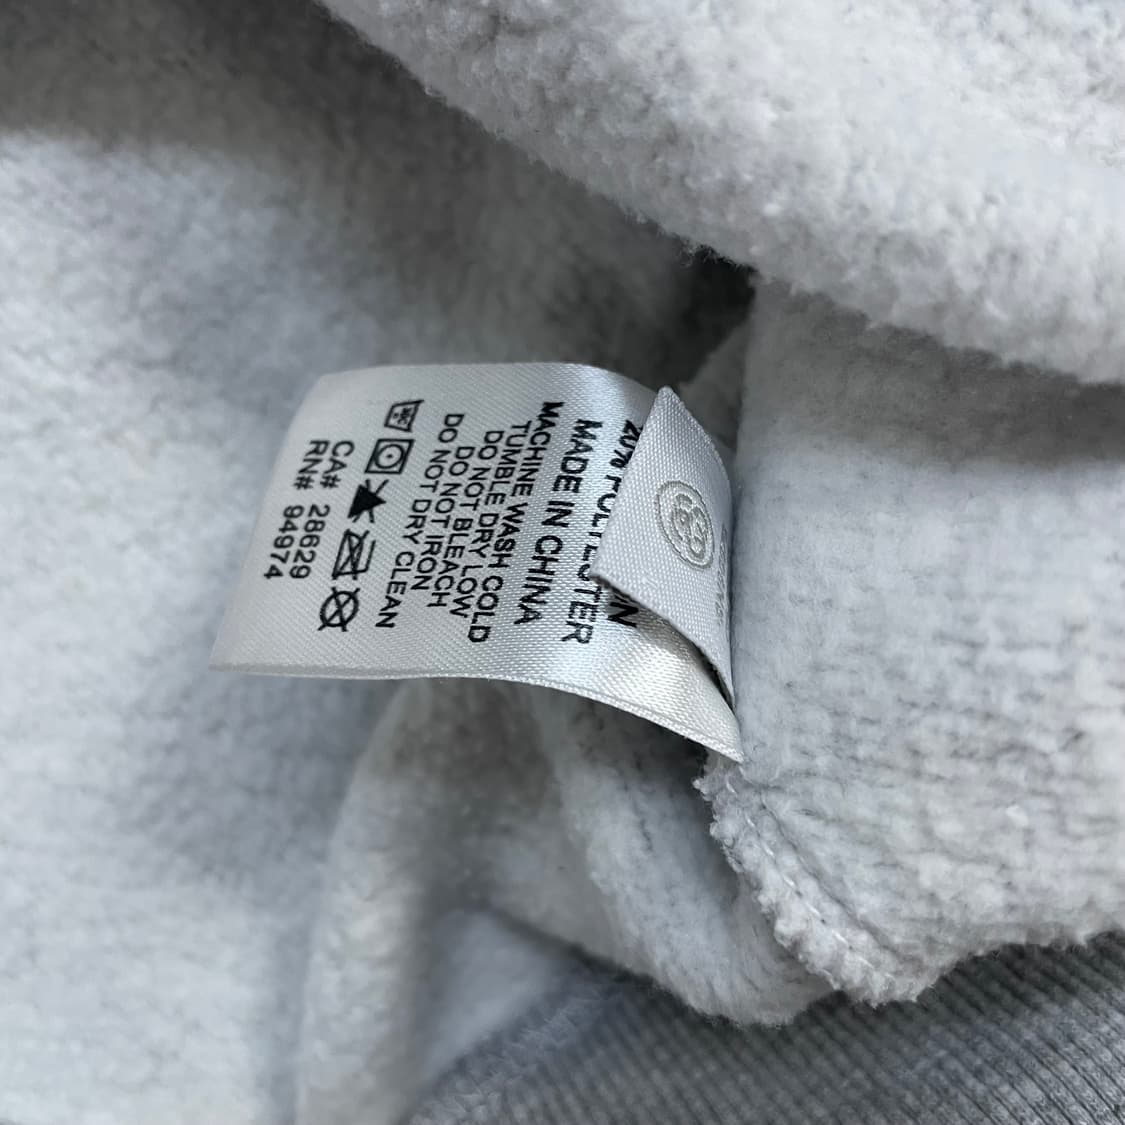 20% POLYESTER
MADE IN CHINA
MACHINE WASH COLD
TUMBLE DRY LOW
DO NOT BLEACH
DO NOT IRON
DO NOT DRY CLEAN
CA# 28629
RN# 94974